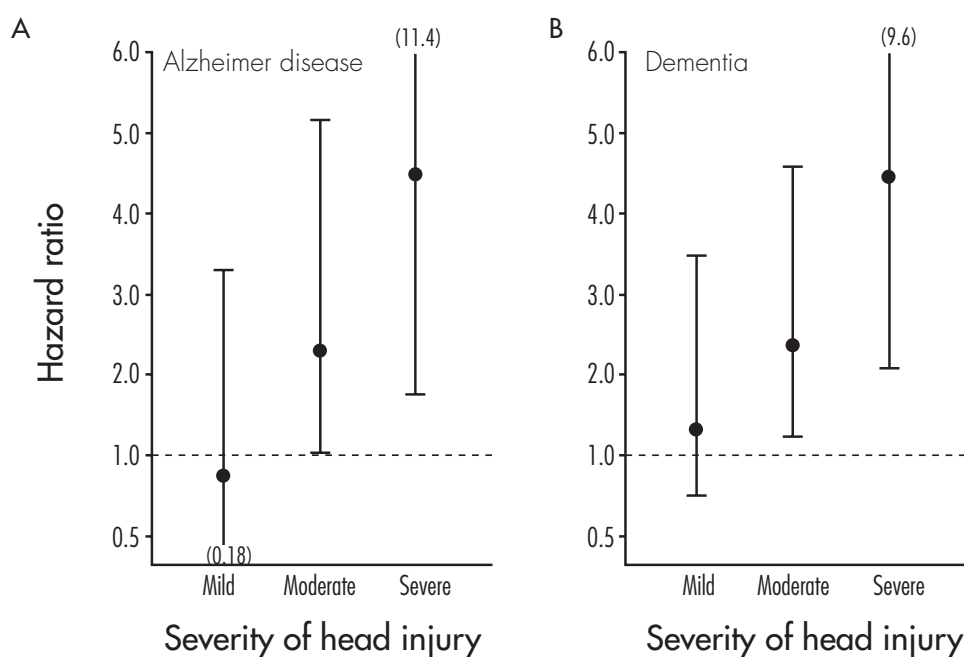 A
Alzheimer disease
(11.4)
6.0
5.0
4.0
3.0
2.0
1.0
0.5
(0.18)
Hazard ratio
Mild Moderate Severe
Severity of head injury
B
Dementia
(9.6)
6.0
5.0
4.0
3.0
2.0
1.0
0.5
Mild Moderate Severe
Severity of head injury